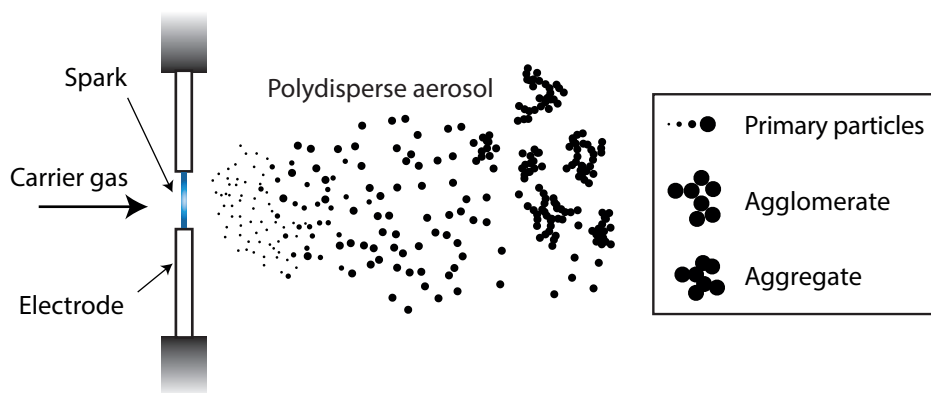 Spark
Polydisperse aerosol
Carrier gas
Electrode
Primary particles
Agglomerate
Aggregate